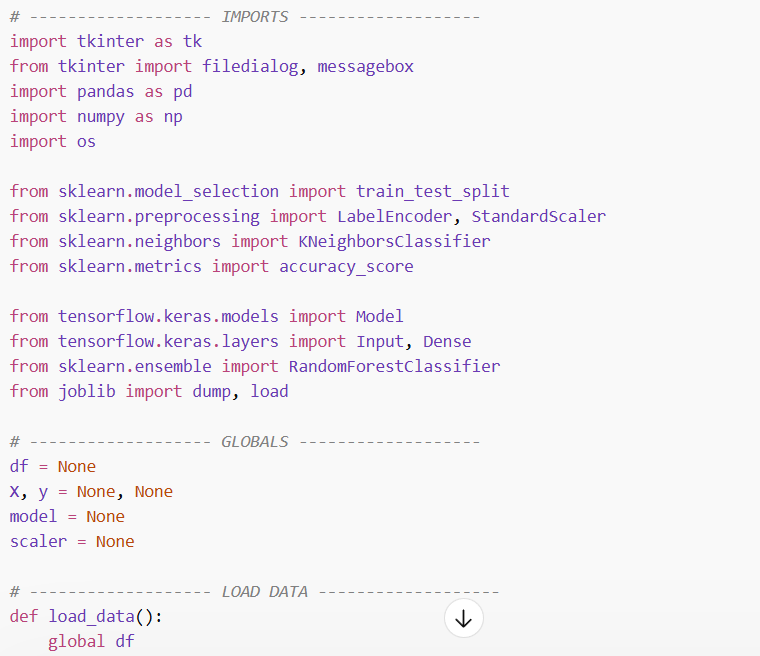 # ------------------- IMPORTS -------------------
import tkinter as tk
from tkinter import filedialog, messagebox
import pandas as pd
import numpy as np
import os
from sklearn.model_selection import train_test_split
from sklearn.preprocessing import LabelEncoder, StandardScaler
from sklearn.neighbors import KNeighborsClassifier
from sklearn.metrics import accuracy_score
from tensorflow.keras.models import Model
from tensorflow.keras.layers import Input, Dense
from sklearn.ensemble import RandomForestClassifier
from joblib import dump, load
# ------------------- GLOBALS -------------------
df = None
X, y = None, None
model = None
scaler = None
# ------------------- LOAD DATA -------------------
def load_data():
    global df